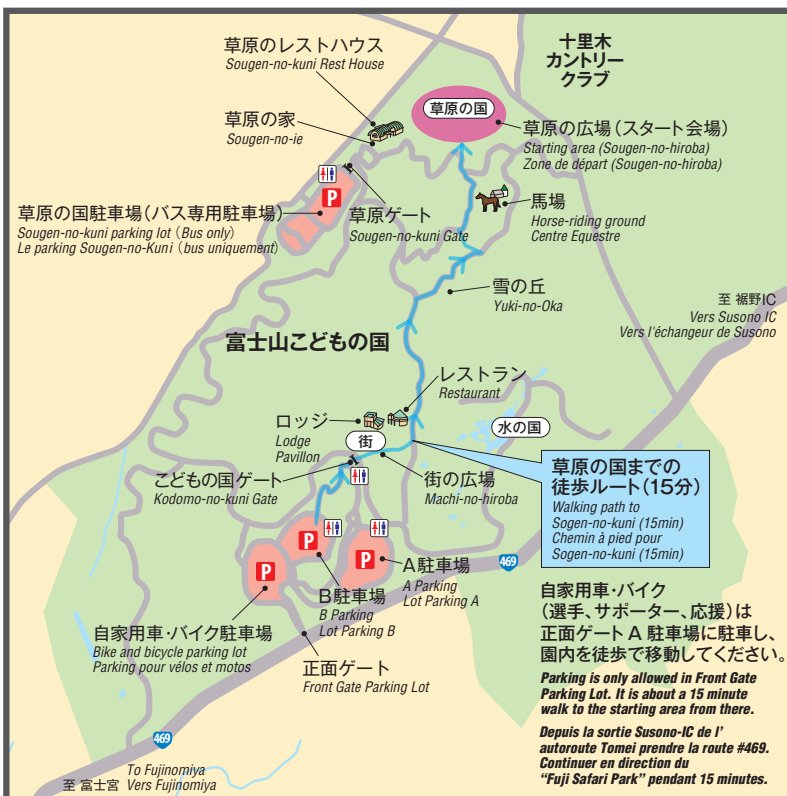 草原のレストハウス
Sougen-no-kuni Rest House
十里木
カントリー
クラブ
草原の国
草原の家
Sougen-no-ie
草原の広場(スタート会場)
Starting area (Sougen-no-hiroba)
Zone de départ (Sougen-no-hiroba)
P
草原の国駐車場(バス専用駐車場)
Sougen-no-kuni parking lot (Bus only)
Le parking Sougen-no-Kuni (bus uniquement)
草原ゲート
Sougen-no-kuni Gate
馬場
Horse-riding ground
Centre Equestre
雪の丘
Yuki-no-Oka
至 裾野IC
Vers Susono IC
Vers l'échangeur de Susono
富士山こどもの国
レストラン
Restaurant
ロッジ
Lodge
Pavillon
街
水の国
こどもの国ゲート
Kodomo-no-kuni Gate
街の広場
Machi-no-hiroba
草原の国までの
徒歩ルート(15分)
Walking path to
Sogen-no-kuni (15min)
Chemin à pied pour
Sogen-no-kuni (15min)
P
P
P
469
A駐車場
A Parking
Lot Parking A
B駐車場
B Parking
Lot Parking B
自家用車・バイク駐車場
Bike and bicycle parking lot
Parking pour vélos et motos
正面ゲート
Front Gate Parking Lot
自家用車・バイク
(選手、サポーター、応援)は
正面ゲート A 駐車場に駐車し、
園内を徒歩で移動してください。
Parking is only allowed in Front Gate
Parking Lot. It is about a 15 minute
walk to the starting area from there.
Depuis la sortie Susono-IC de l'
autoroute Tomei prendre la route #469.
Continuer en direction du
“Fuji Safari Park” pendant 15 minutes.
469
To Fujinomiya
至 富士宮 Vers Fujinomiya